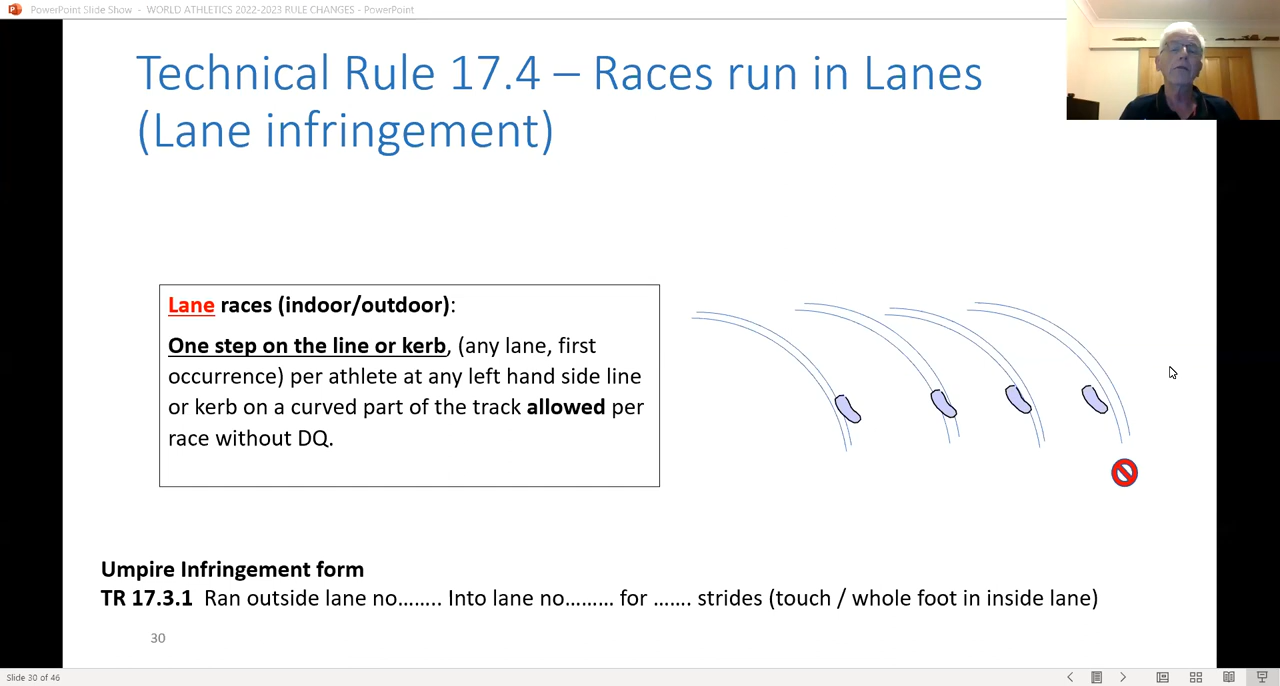 PowerPoint Slide Show - WORLD ATHLETICS 2022-2023 RULE CHANGES - PowerPoint
Technical Rule 17.4 – Races run in Lanes
(Lane infringement)
Lane races (indoor/outdoor):
One step on the line or kerb, (any lane, first
occurrence) per athlete at any left hand side line
or kerb on a curved part of the track allowed per
race without DQ.
Umpire Infringement form
TR 17.3.1 Ran outside lane no…….. Into lane no……… for ……. strides (touch / whole foot in inside lane)
30
Slide 30 of 46